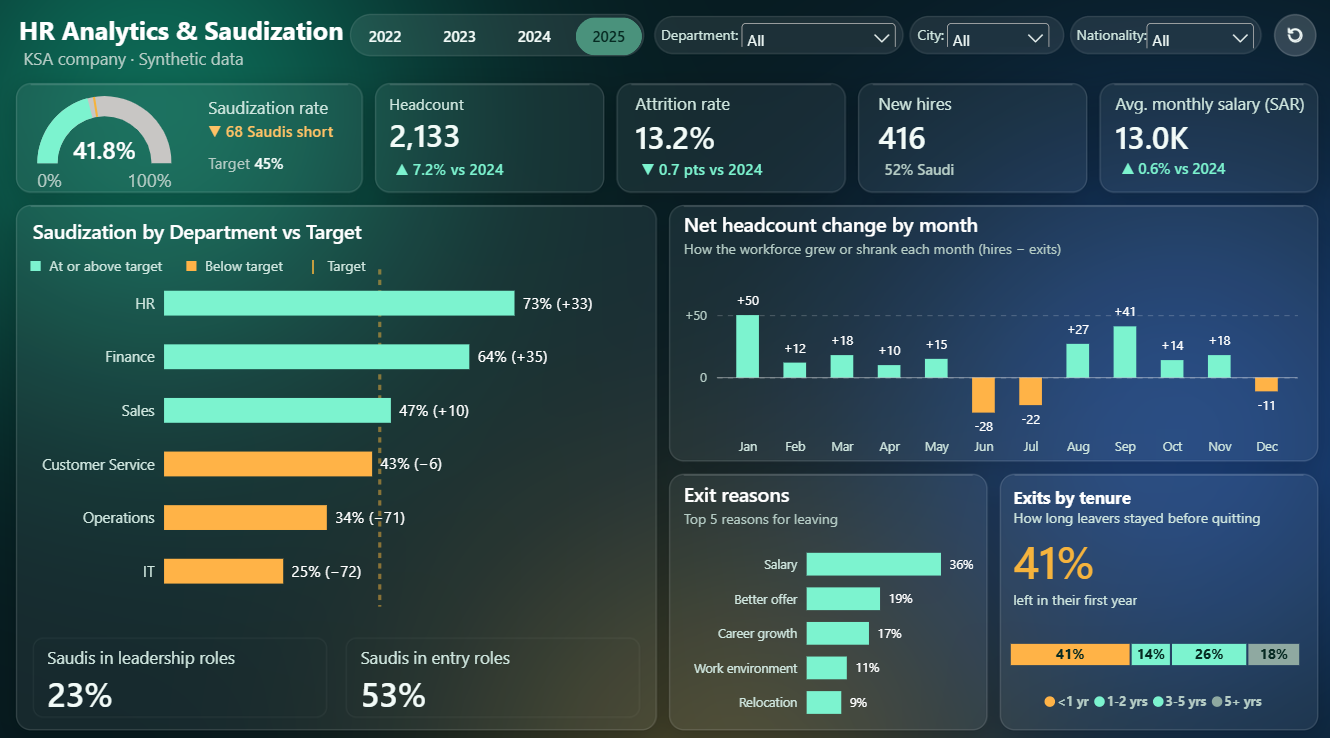 HR Analytics & Saudization
KSA company · Synthetic data
2022
2023
2024
2025
Department: All
City: All
Nationality: All
41.8%
0%
100%
Saudization rate
▼ 68 Saudis short
Target 45%
Headcount
2,133
▲ 7.2% vs 2024
Attrition rate
13.2%
▼ 0.7 pts vs 2024
New hires
416
52% Saudi
Avg. monthly salary (SAR)
13.0K
▲ 0.6% vs 2024
Saudization by Department vs Target
At or above target
Below target
Target
HR 73% (+33)
Finance 64% (+35)
Sales 47% (+10)
Customer Service 43% (−6)
Operations 34% (−71)
IT 25% (−72)
Saudis in leadership roles
23%
Saudis in entry roles
53%
Net headcount change by month
How the workforce grew or shrank each month (hires − exits)
+50
0
+50
+12
+18
+10
+15
-28
-22
+27
+41
+14
+18
-11
Jan
Feb
Mar
Apr
May
Jun
Jul
Aug
Sep
Oct
Nov
Dec
Exit reasons
Top 5 reasons for leaving
Salary 36%
Better offer 19%
Career growth 17%
Work environment 11%
Relocation 9%
Exits by tenure
How long leavers stayed before quitting
41%
left in their first year
41%
14%
26%
18%
<1 yr
1-2 yrs
3-5 yrs
5+ yrs